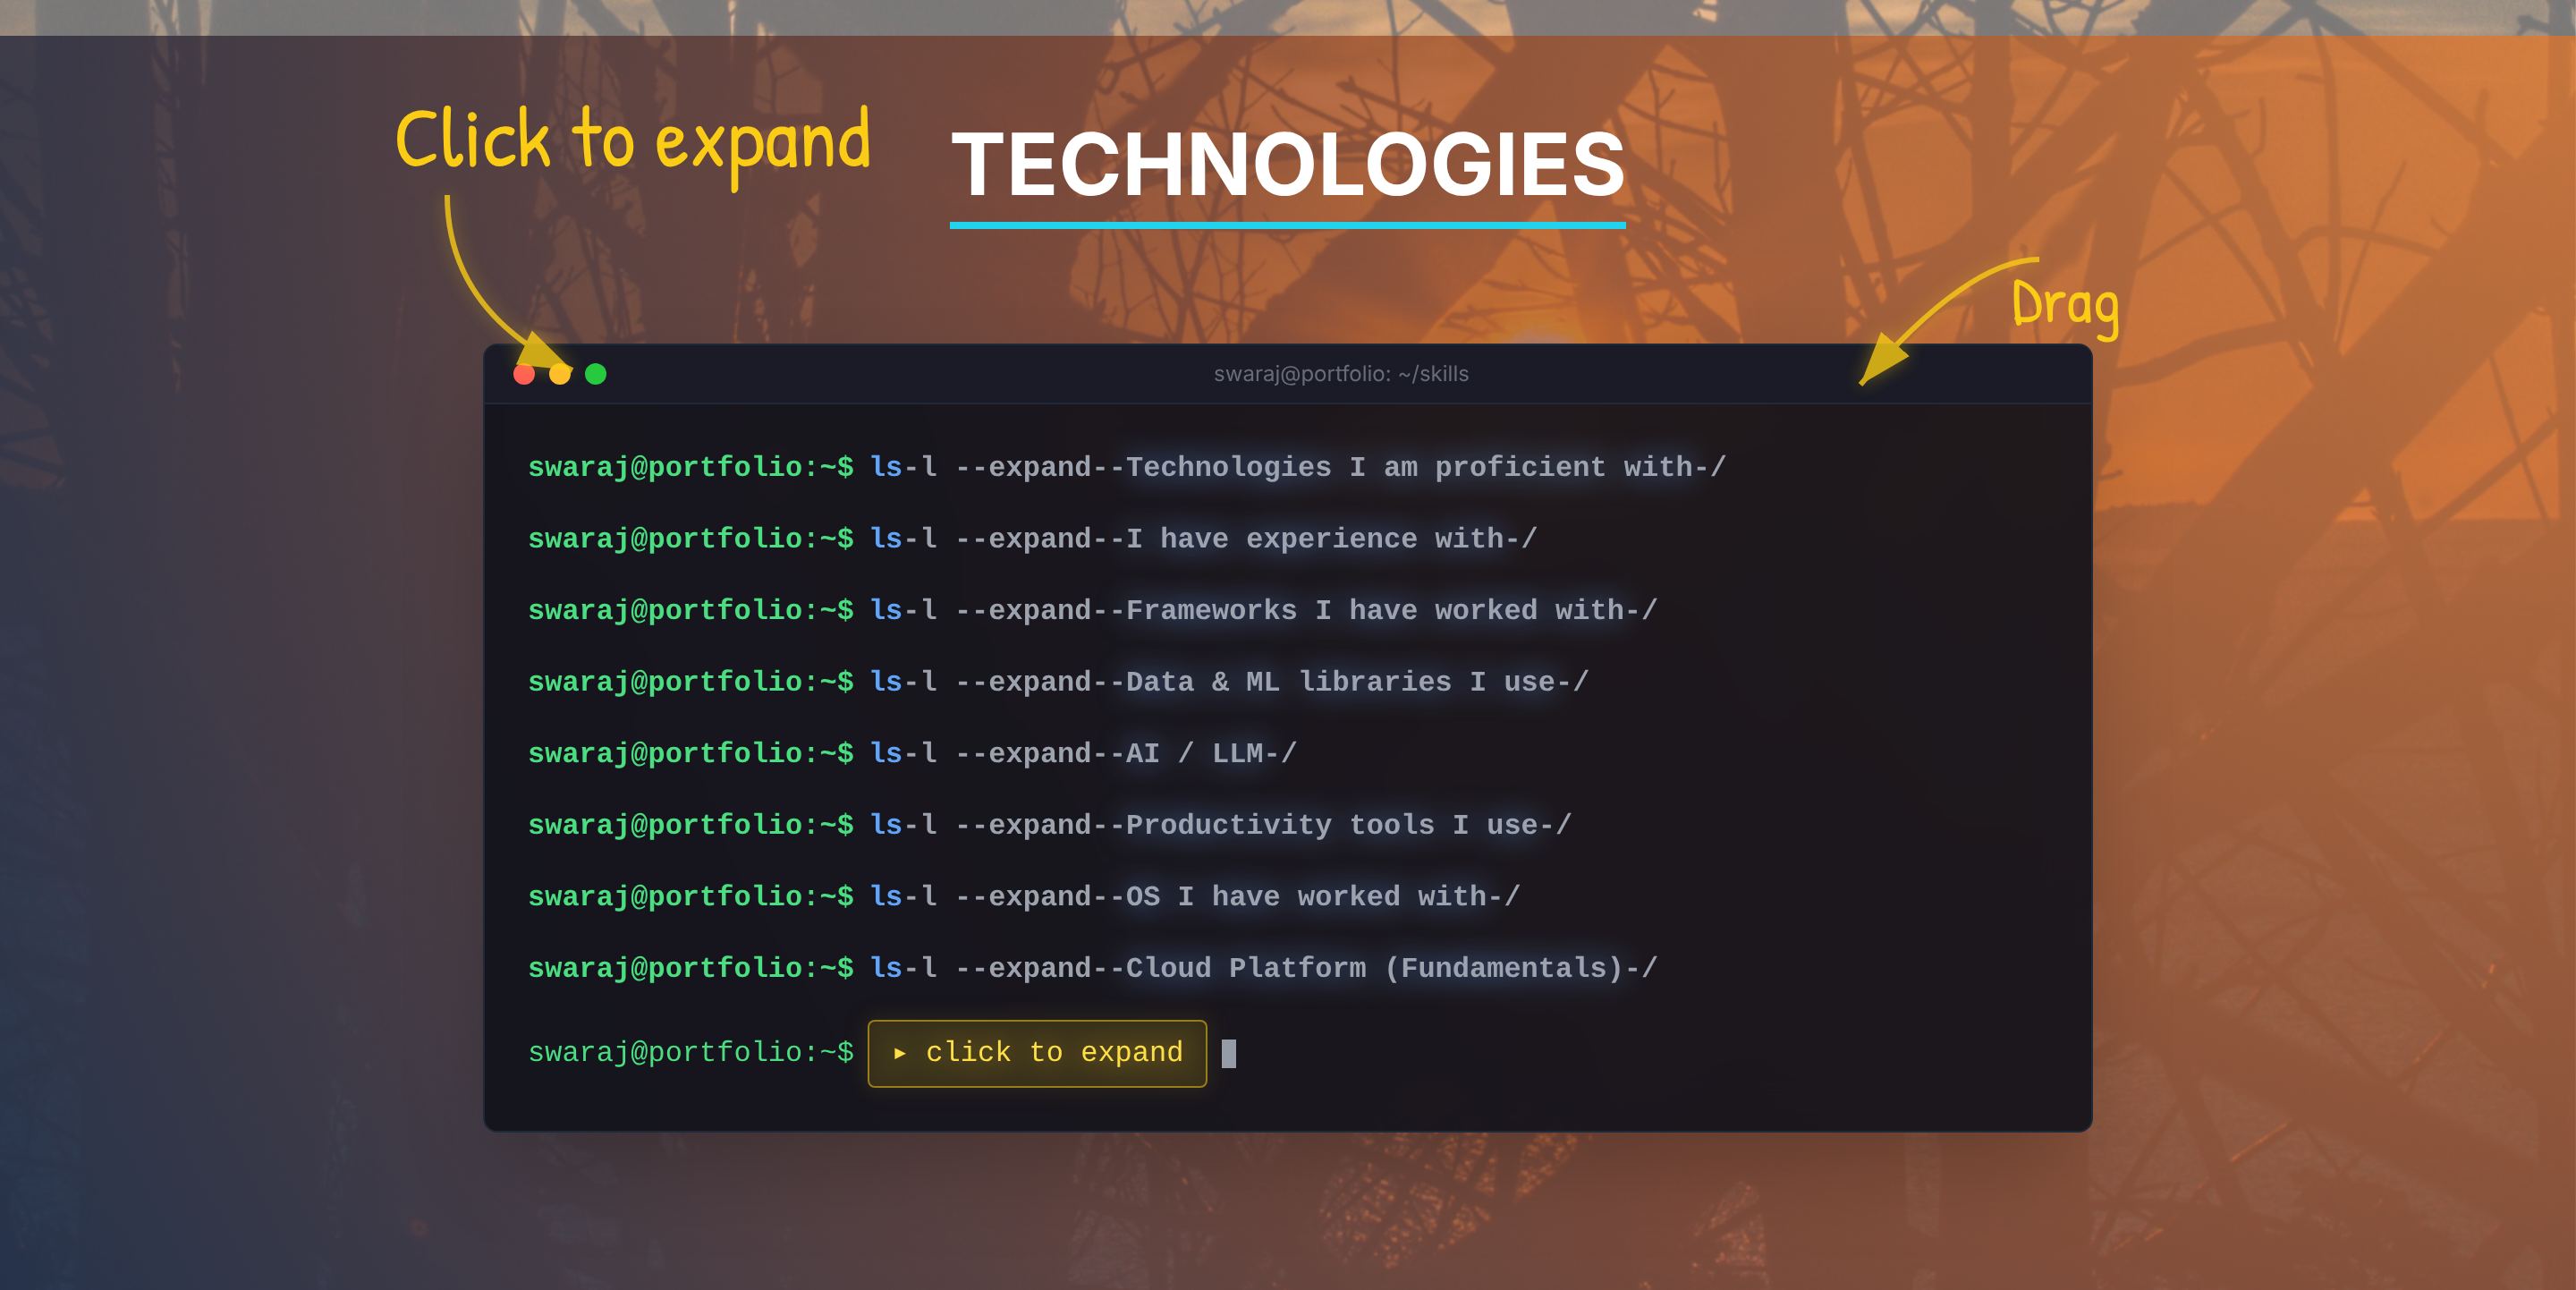 Click to expand
TECHNOLOGIES
Drag
swaraj@portfolio: ~/skills
swaraj@portfolio:~$ ls-l --expand--Technologies I am proficient with-/
swaraj@portfolio:~$ ls-l --expand--I have experience with-/
swaraj@portfolio:~$ ls-l --expand--Frameworks I have worked with-/
swaraj@portfolio:~$ ls-l --expand--Data & ML libraries I use-/
swaraj@portfolio:~$ ls-l --expand--AI / LLM-/
swaraj@portfolio:~$ ls-l --expand--Productivity tools I use-/
swaraj@portfolio:~$ ls-l --expand--OS I have worked with-/
swaraj@portfolio:~$ ls-l --expand--Cloud Platform (Fundamentals)-/
swaraj@portfolio:~$ ▸ click to expand